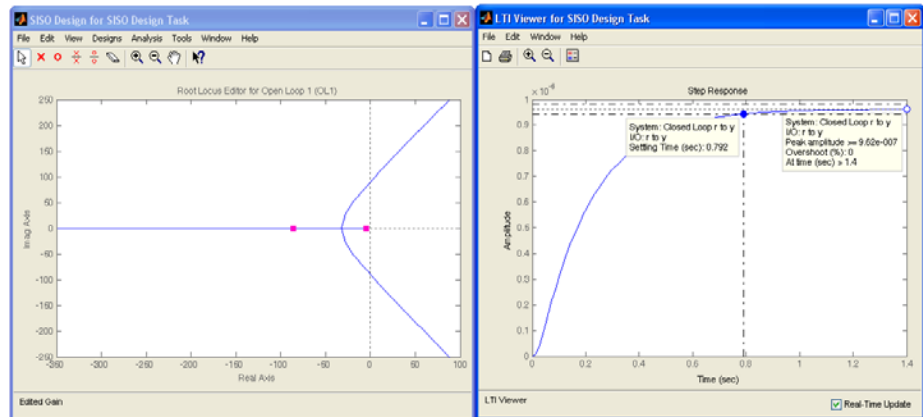 SISO Design for SISO Design Task
File Edit View Designs Analysis Tools Window Help
Root Locus Editor for Open Loop 1 (OL1)
250
200
150
100
50
0
-50
-100
-150
-200
-250
-350 -300 -250 -200 -150 -100 -50 0 50 100
Imag Axis
Real Axis
Edited Gain
LTI Viewer for SISO Design Task
File Edit Window Help
Step Response
1
0.9
0.8
0.7
0.6
0.5
0.4
0.3
0.2
0.1
0
0 0.2 0.4 0.6 0.8 1 1.2 1.4
Amplitude
Time (sec)
System: Closed Loop r to y
I/O: r to y
Settling Time (sec): 0.792
System: Closed Loop r to y
I/O: r to y
Peak amplitude >= 9.62e-007
Overshoot (%): 0
At time (sec) > 1.4
LTI Viewer
Real-Time Update